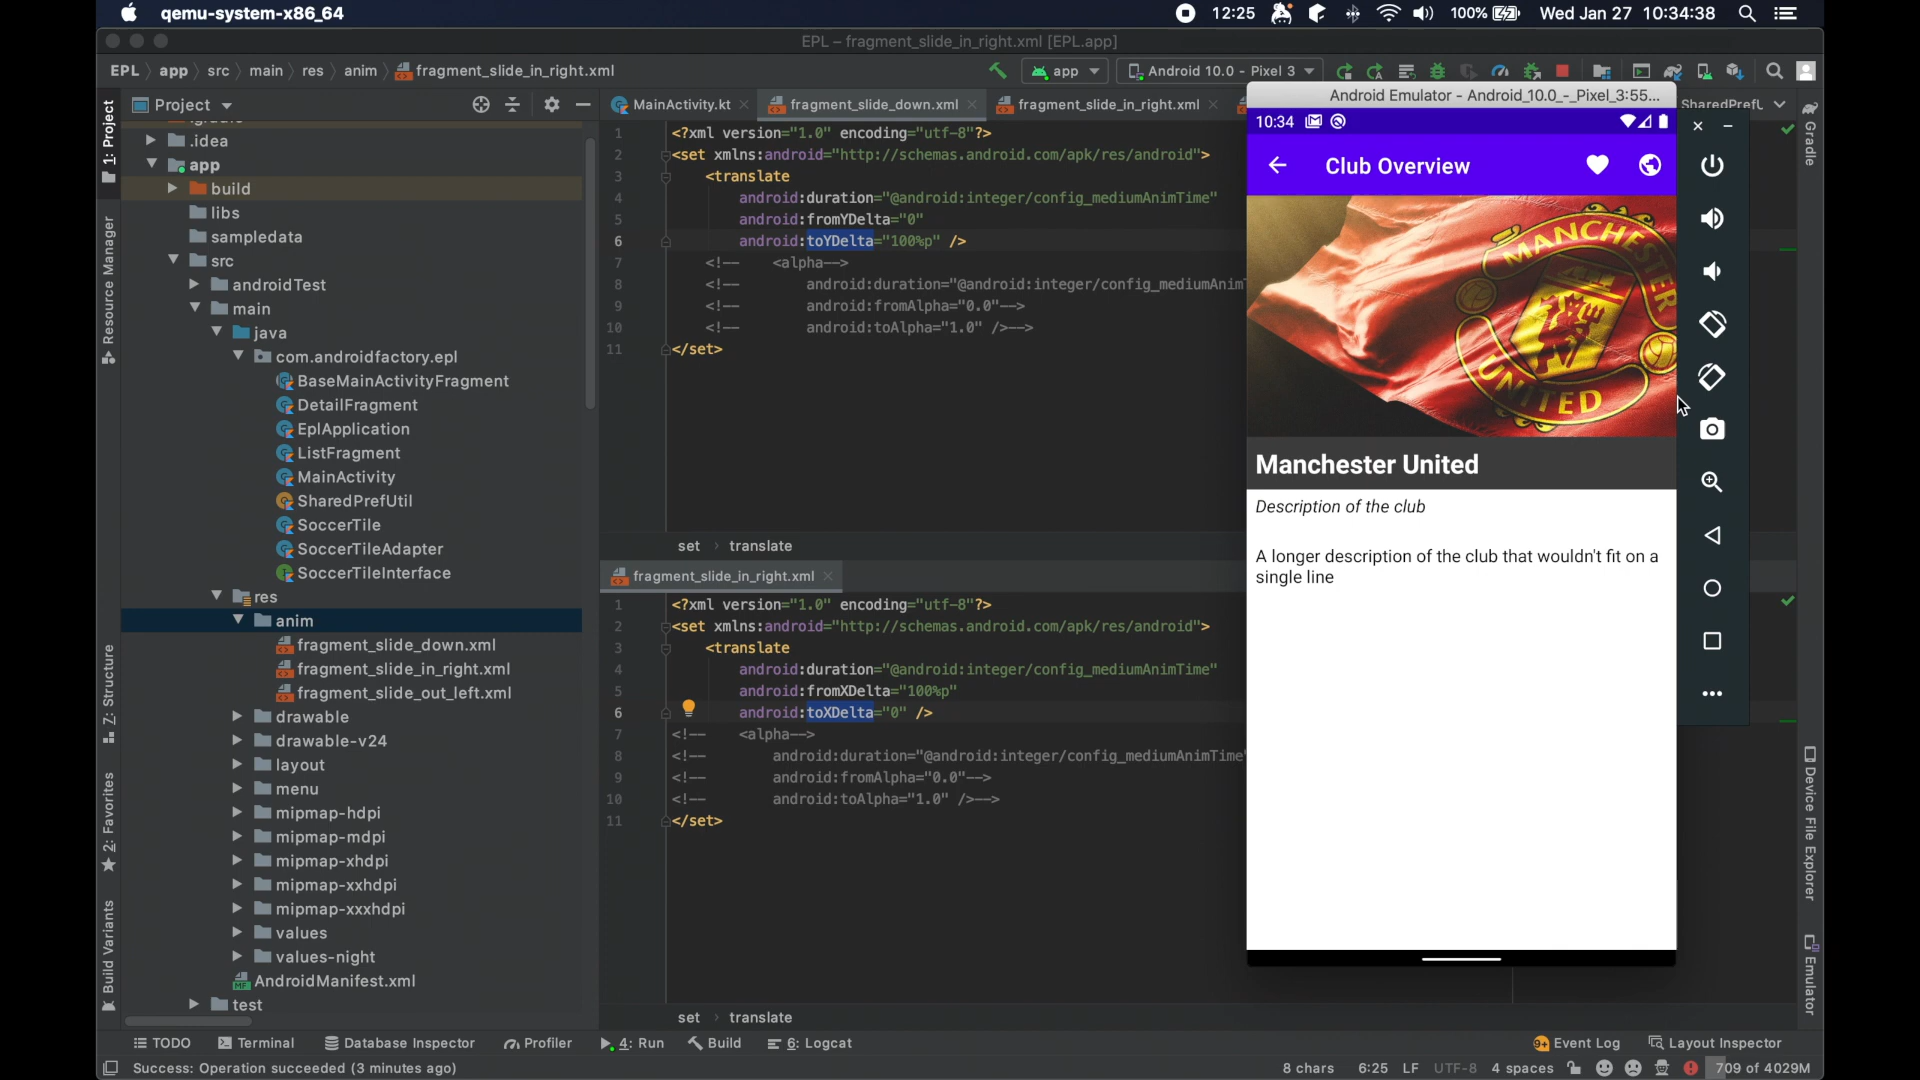 qemu-system-x86_64
12:25
100%
Wed Jan 27 10:34:38
EPL – fragment_slide_in_right.xml [EPL.app]
EPL
app
src
main
res
anim
fragment_slide_in_right.xml
app
Android 10.0 - Pixel 3
1: Project
Resource Manager
Z: Structure
2: Favorites
Build Variants
Project
.idea
app
build
libs
sampledata
src
androidTest
main
java
com.androidfactory.epl
BaseMainActivityFragment
DetailFragment
EplApplication
ListFragment
MainActivity
SharedPrefUtil
SoccerTile
SoccerTileAdapter
SoccerTileInterface
res
anim
fragment_slide_down.xml
fragment_slide_in_right.xml
fragment_slide_out_left.xml
drawable
drawable-v24
layout
menu
mipmap-hdpi
mipmap-mdpi
mipmap-xhdpi
mipmap-xxhdpi
mipmap-xxxhdpi
values
values-night
AndroidManifest.xml
test
MainActivity.kt
fragment_slide_down.xml
fragment_slide_in_right.xml
SharedPrefU
1 <?xml version="1.0" encoding="utf-8"?>
2 <set xmlns:android="http://schemas.android.com/apk/res/android">
3 <translate
4 android:duration="@android:integer/config_mediumAnimTime"
5 android:fromYDelta="0"
6 android:toYDelta="100%p" />
7 <!-- <alpha-->
8 <!-- android:duration="@android:integer/config_mediumAnim
9 <!-- android:fromAlpha="0.0"-->
10 <!-- android:toAlpha="1.0" />-->
11 </set>
set › translate
fragment_slide_in_right.xml
1 <?xml version="1.0" encoding="utf-8"?>
2 <set xmlns:android="http://schemas.android.com/apk/res/android">
3 <translate
4 android:duration="@android:integer/config_mediumAnimTime"
5 android:fromXDelta="100%p"
6 android:toXDelta="0" />
7 <!-- <alpha-->
8 <!-- android:duration="@android:integer/config_mediumAnimTime"
9 <!-- android:fromAlpha="0.0"-->
10 <!-- android:toAlpha="1.0" />-->
11 </set>
set › translate
Android Emulator - Android_10.0_-_Pixel_3:55...
10:34
Club Overview
MANCHESTER
UNITED
Manchester United
Description of the club
A longer description of the club that wouldn't fit on a
single line
Gradle
Device File Explorer
Emulator
TODO
Terminal
Database Inspector
Profiler
4: Run
Build
6: Logcat
9+ Event Log
Layout Inspector
Success: Operation succeeded (3 minutes ago)
8 chars
6:25
LF
UTF-8
4 spaces
709 of 4029M